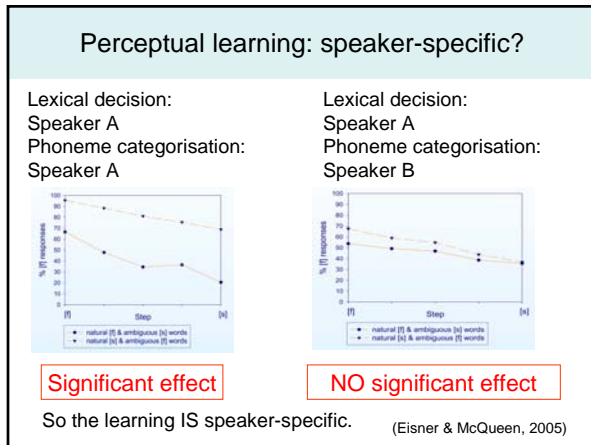 Perceptual learning: speaker-specific?
Lexical decision:
Speaker A
Phoneme categorisation:
Speaker A
% [f] responses
100
90
80
70
60
50
40
30
20
10
0
[f]
Step
[s]
natural [f] & ambiguous [s] words
natural [s] & ambiguous [f] words
Significant effect
Lexical decision:
Speaker A
Phoneme categorisation:
Speaker B
% [f] responses
100
90
80
70
60
50
40
30
20
10
0
[f]
Step
[s]
natural [f] & ambiguous [s] words
natural [s] & ambiguous [f] words
NO significant effect
So the learning IS speaker-specific.
(Eisner & McQueen, 2005)